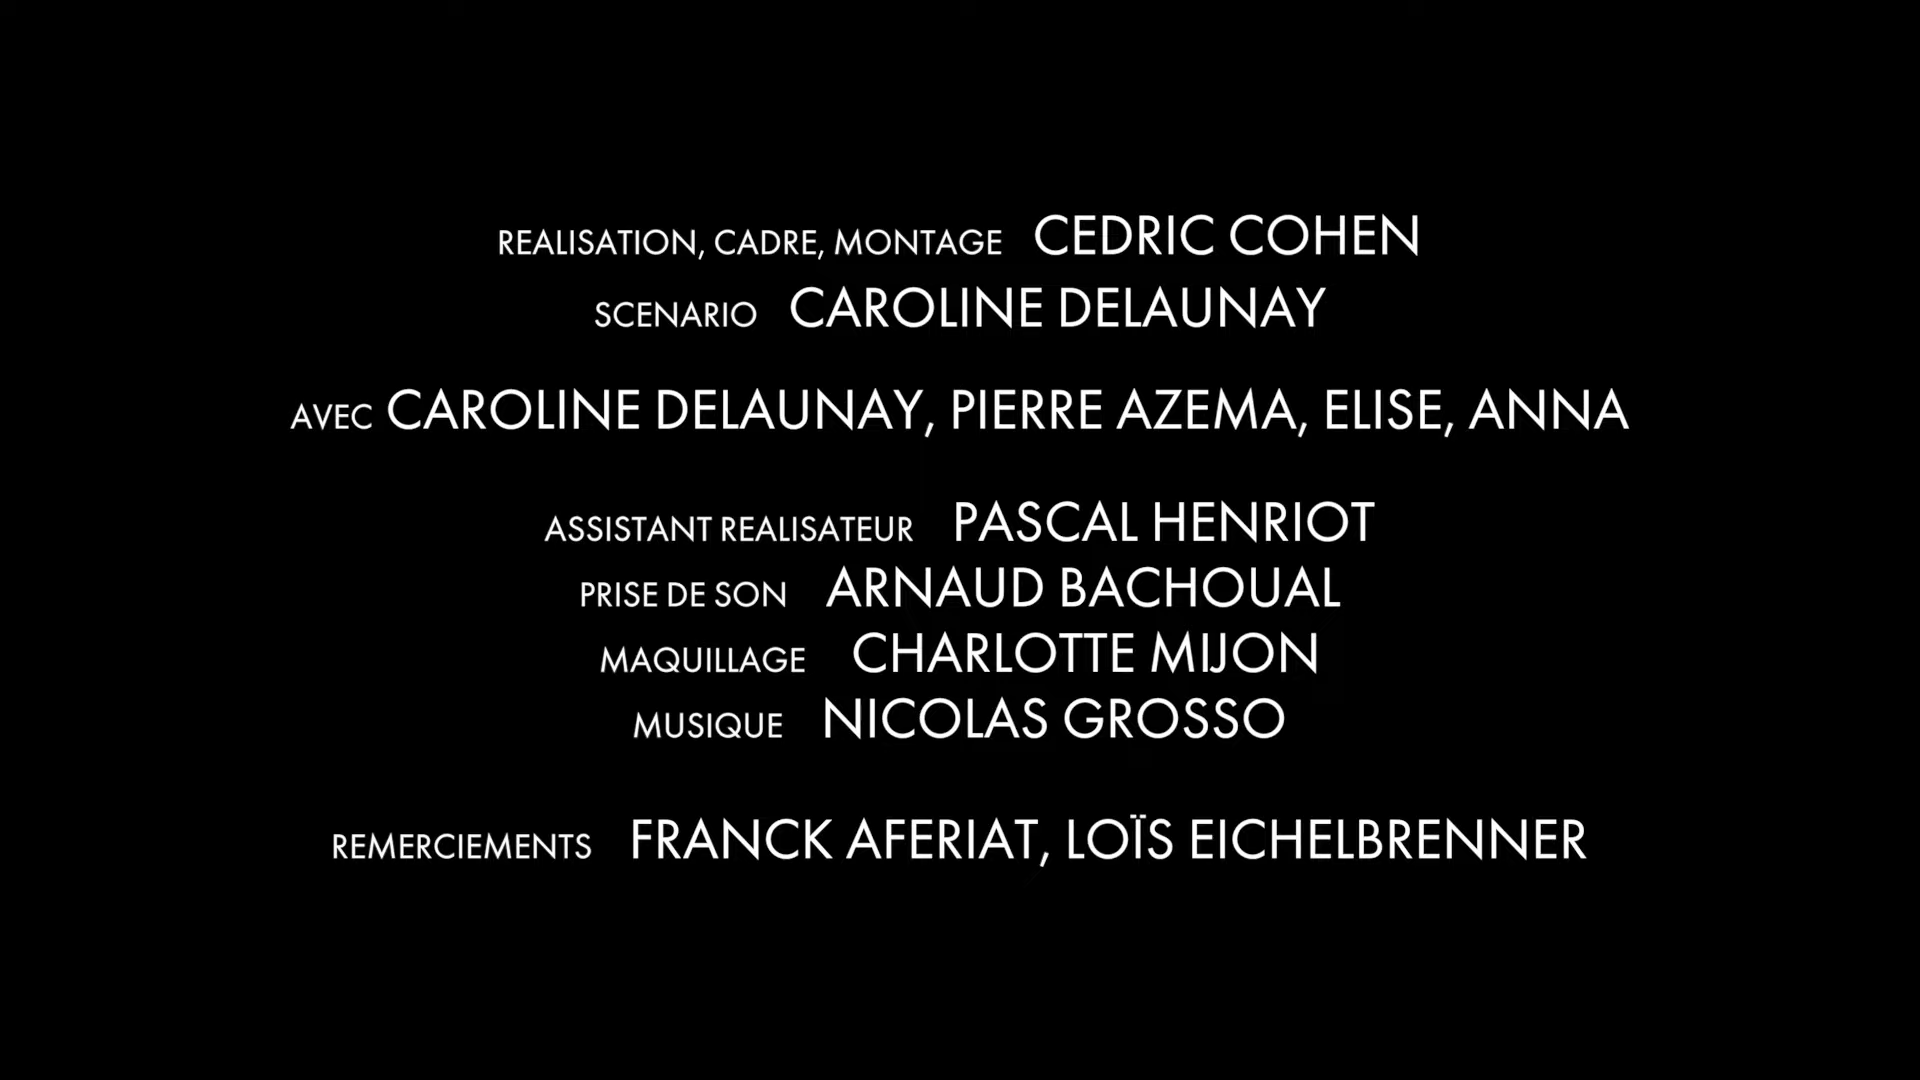 REALISATION, CADRE, MONTAGE CEDRIC COHEN
SCENARIO CAROLINE DELAUNAY
AVEC CAROLINE DELAUNAY, PIERRE AZEMA, ELISE, ANNA
ASSISTANT REALISATEUR PASCAL HENRIOT
PRISE DE SON ARNAUD BACHOUAL
MAQUILLAGE CHARLOTTE MIJON
MUSIQUE NICOLAS GROSSO
REMERCIEMENTS FRANCK AFERIAT, LOÏS EICHELBRENNER